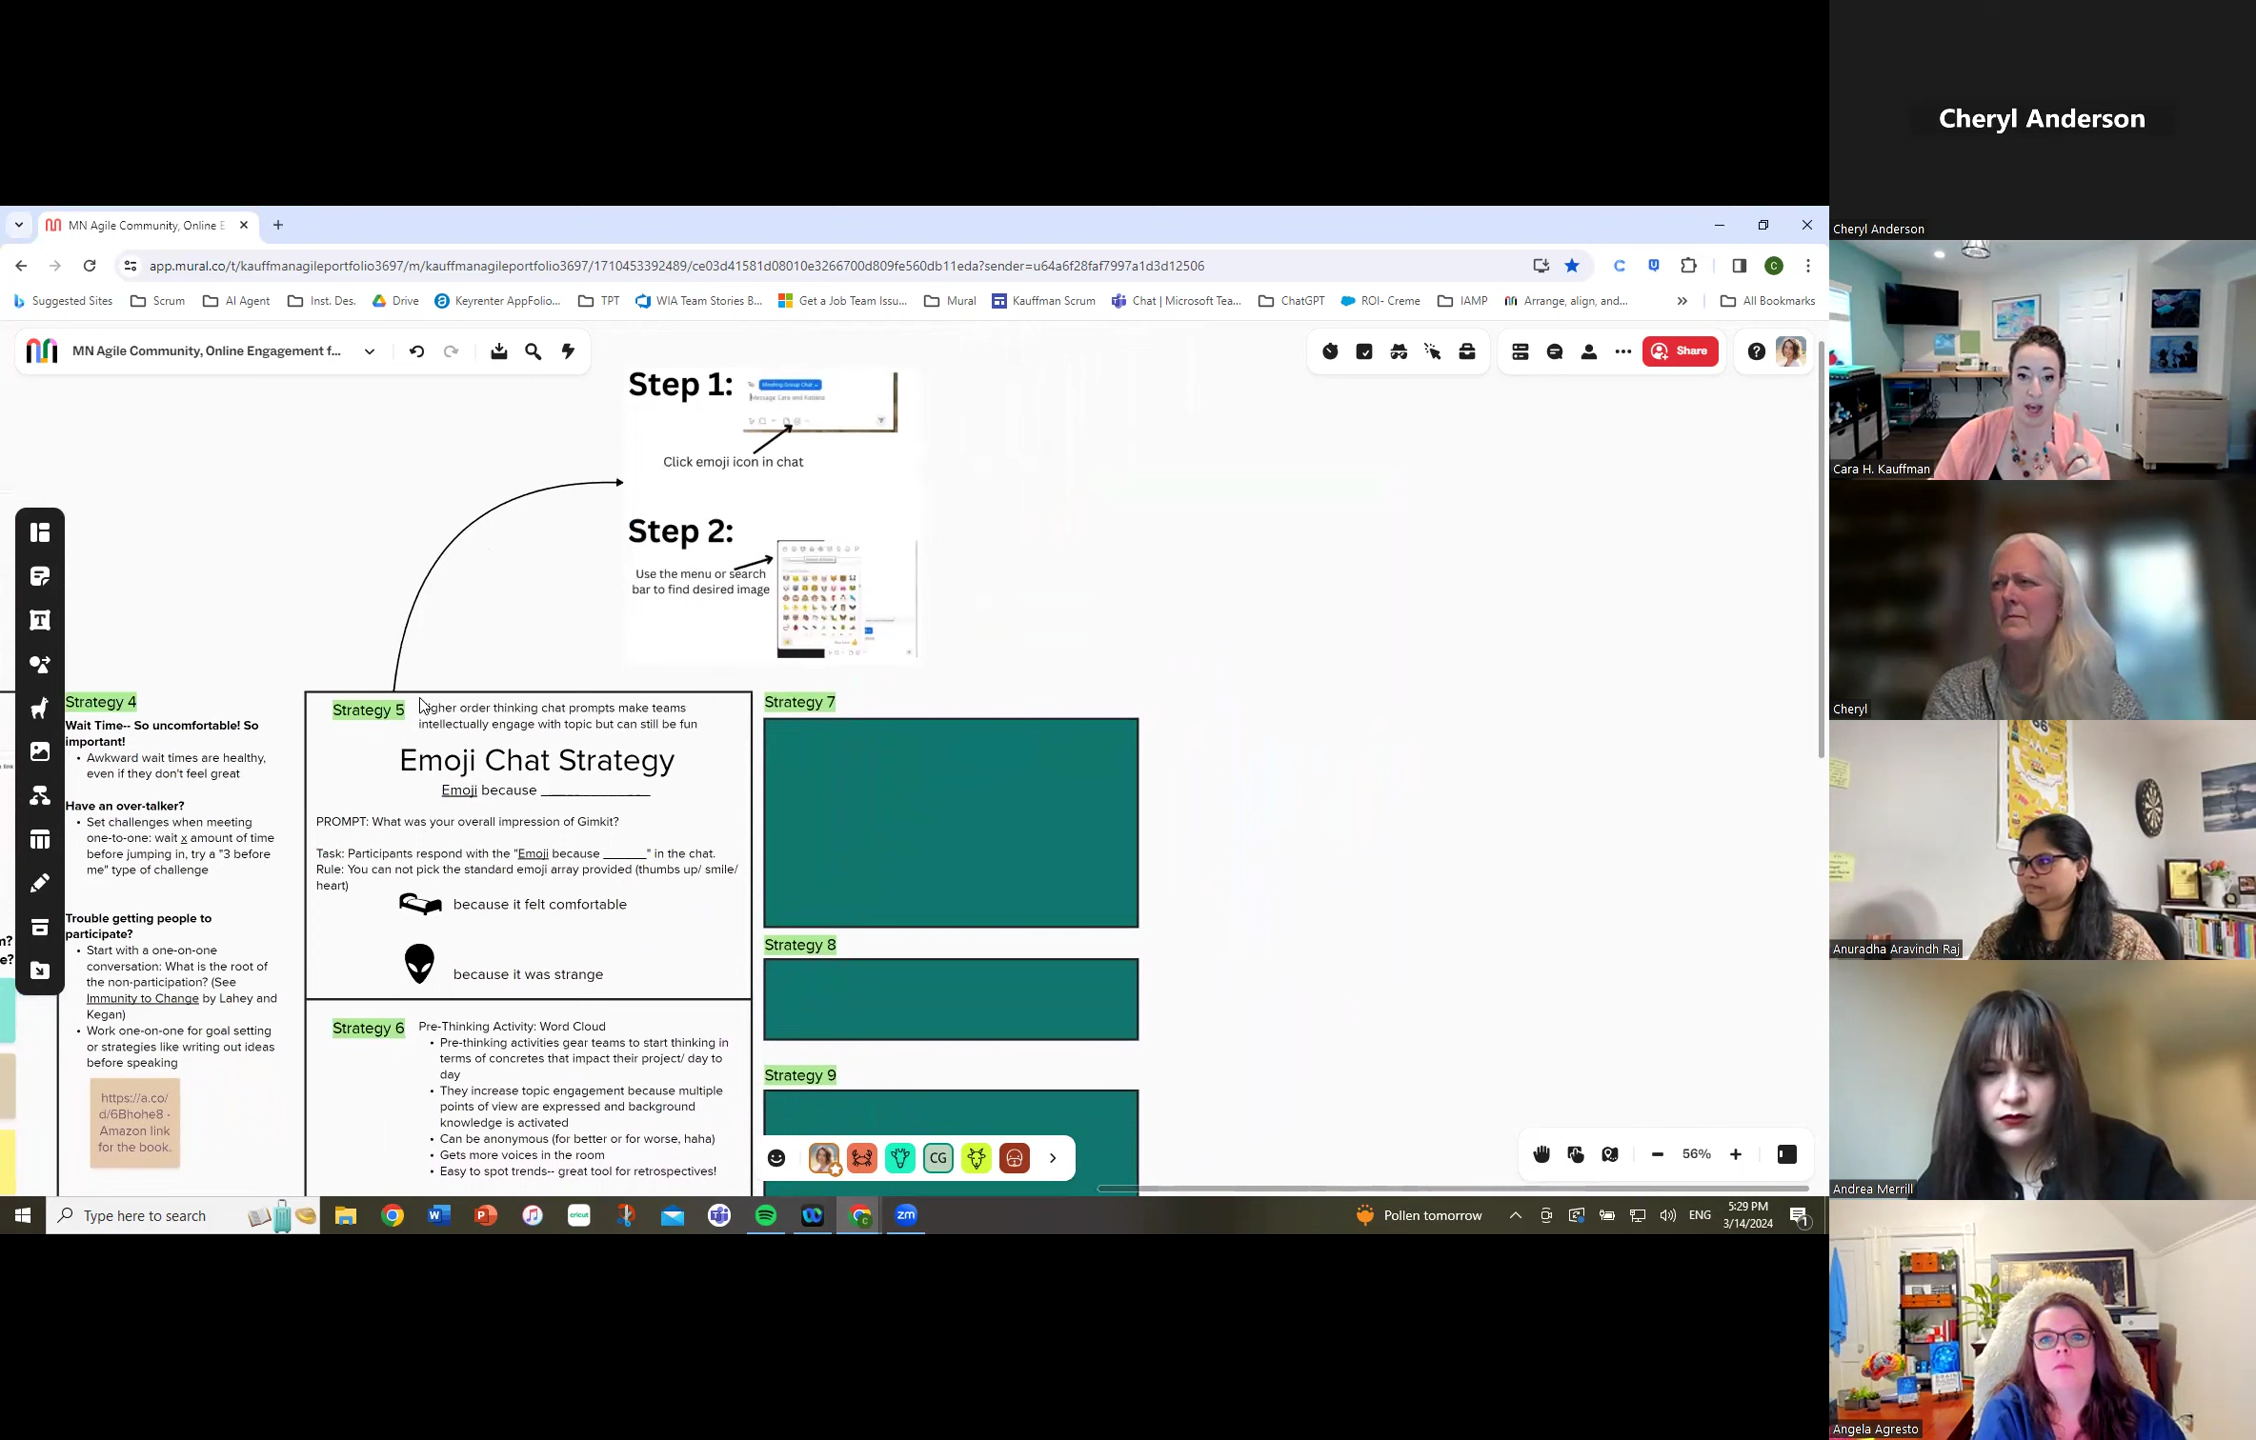 Cheryl Anderson
Cheryl Anderson
MN Agile Community, Online E
app.mural.co/t/kauffmanagileportfolio3697/m/kauffmanagileportfolio3697/1710453392489/ce03d41581d08010e3266700d809fe560db11eda?sender=u64a6f28faf7997a1d3d12506
Suggested Sites
Scrum
AI Agent
Inst. Des.
Drive
Keyrenter AppFolio...
TPT
WIA Team Stories B...
Get a Job Team Issu...
Mural
Kauffman Scrum
Chat | Microsoft Tea...
ChatGPT
ROI- Creme
IAMP
Arrange, align, and...
All Bookmarks
MN Agile Community, Online Engagement f...
Share
Step 1:
Meeting Group Chat
Message Cara and Katalina
Click emoji icon in chat
Step 2:
Use the menu or search
bar to find desired image
Strategy 4
Wait Time-- So uncomfortable! So
important!
• Awkward wait times are healthy,
even if they don't feel great
Have an over-talker?
• Set challenges when meeting
one-to-one: wait x amount of time
before jumping in, try a "3 before
me" type of challenge
Trouble getting people to
participate?
• Start with a one-on-one
conversation: What is the root of
the non-participation? (See
Immunity to Change by Lahey and
Kegan)
• Work one-on-one for goal setting
or strategies like writing out ideas
before speaking
https://a.co/
d/6Bhohe8 -
Amazon link
for the book.
Strategy 5
Higher order thinking chat prompts make teams
intellectually engage with topic but can still be fun
Emoji Chat Strategy
Emoji because ____________
PROMPT: What was your overall impression of Gimkit?
Task: Participants respond with the "Emoji because ______" in the chat.
Rule: You can not pick the standard emoji array provided (thumbs up/ smile/
heart)
because it felt comfortable
because it was strange
Strategy 6
Pre-Thinking Activity: Word Cloud
• Pre-thinking activities gear teams to start thinking in
terms of concretes that impact their project/ day to
day
• They increase topic engagement because multiple
points of view are expressed and background
knowledge is activated
• Can be anonymous (for better or for worse, haha)
• Gets more voices in the room
• Easy to spot trends-- great tool for retrospectives!
Strategy 7
Strategy 8
Strategy 9
CG
56%
Type here to search
cricut
zm
Pollen tomorrow
ENG
5:29 PM
3/14/2024
Cara H. Kauffman
Cheryl
Anuradha Aravindh Raj
Andrea Merrill
Angela Agresto